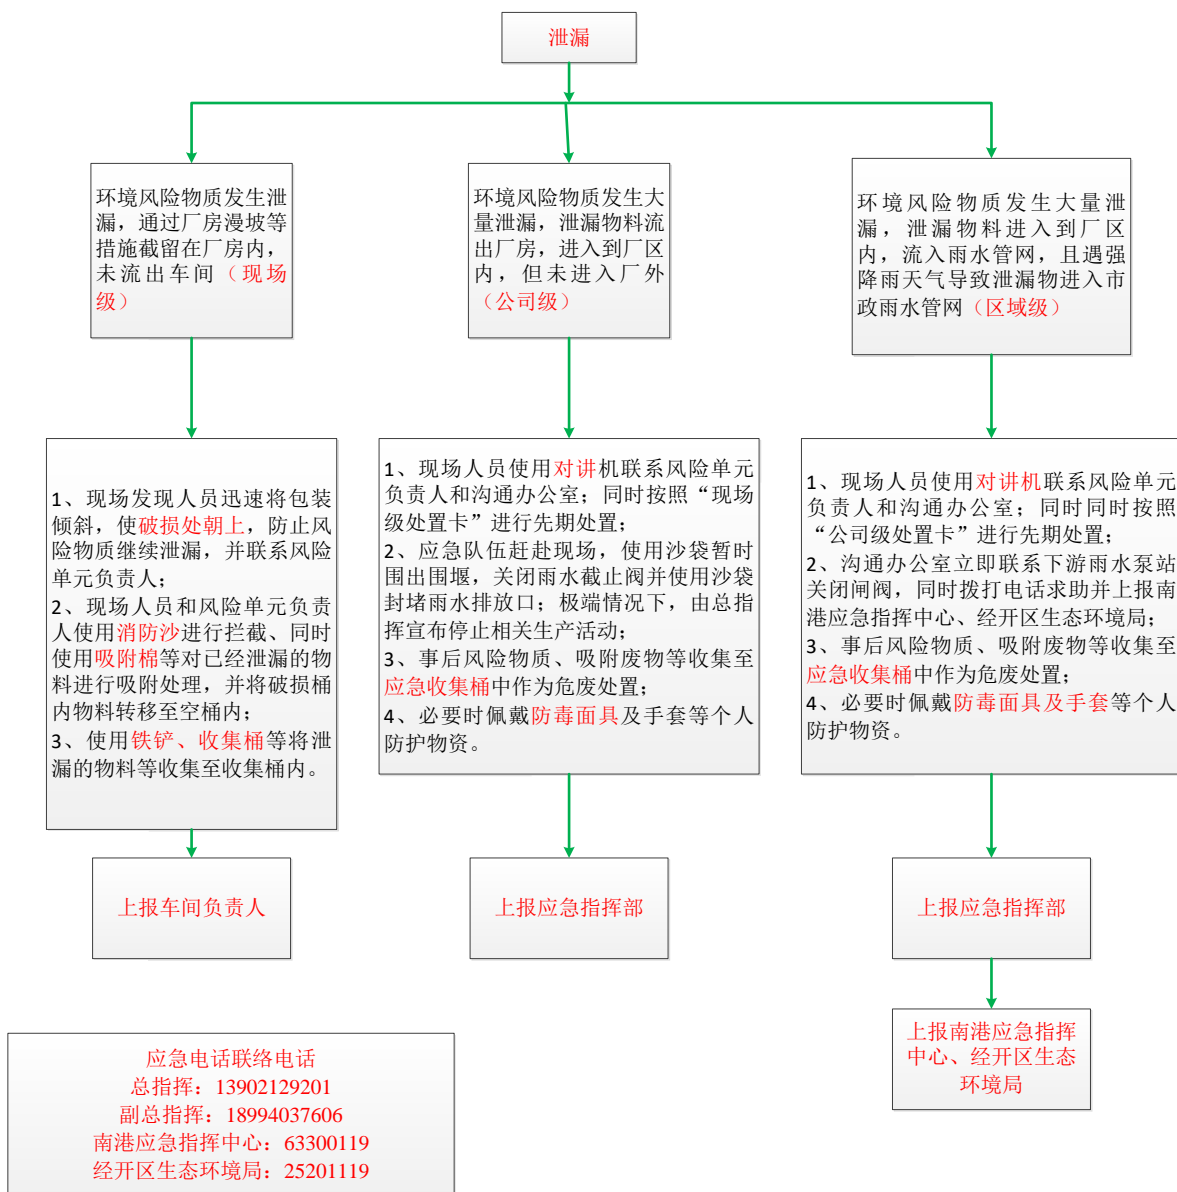 泄漏
环境风险物质发生泄
漏，通过厂房漫坡等
措施截留在厂房内，
未流出车间（现场
级）
环境风险物质发生大
量泄漏，泄漏物料流
出厂房，进入到厂区
内，但未进入厂外
（公司级）
环境风险物质发生大量泄
漏，泄漏物料进入到厂区
内，流入雨水管网，且遇强
降雨天气导致泄漏物进入市
政雨水管网（区域级）
1、现场发现人员迅速将包装
倾斜，使破损处朝上，防止风
险物质继续泄漏，并联系风险
单元负责人；
2、现场人员和风险单元负责
人使用消防沙进行拦截、同时
使用吸附棉等对已经泄漏的物
料进行吸附处理，并将破损桶
内物料转移至空桶内；
3、使用铁铲、收集桶等将泄
漏的物料等收集至收集桶内。
1、现场人员使用对讲机联系风险单元
负责人和沟通办公室；同时按照“现场
级处置卡”进行先期处置；
2、应急队伍赶赴现场，使用沙袋暂时
围出围堰，关闭雨水截止阀并使用沙袋
封堵雨水排放口；极端情况下，由总指
挥宣布停止相关生产活动；
3、事后风险物质、吸附废物等收集至
应急收集桶中作为危废处置；
4、必要时佩戴防毒面具及手套等个人
防护物资。
1、现场人员使用对讲机联系风险单元
负责人和沟通办公室；同时同时按照
“公司级处置卡”进行先期处置；
2、沟通办公室立即联系下游雨水泵站
关闭闸阀，同时拨打电话求助并上报南
港应急指挥中心、经开区生态环境局；
3、事后风险物质、吸附废物等收集至
应急收集桶中作为危废处置；
4、必要时佩戴防毒面具及手套等个人
防护物资。
上报车间负责人
上报应急指挥部
上报应急指挥部
上报南港应急指挥
中心、经开区生态
环境局
应急电话联络电话
总指挥：13902129201
副总指挥：18994037606
南港应急指挥中心：63300119
经开区生态环境局：25201119